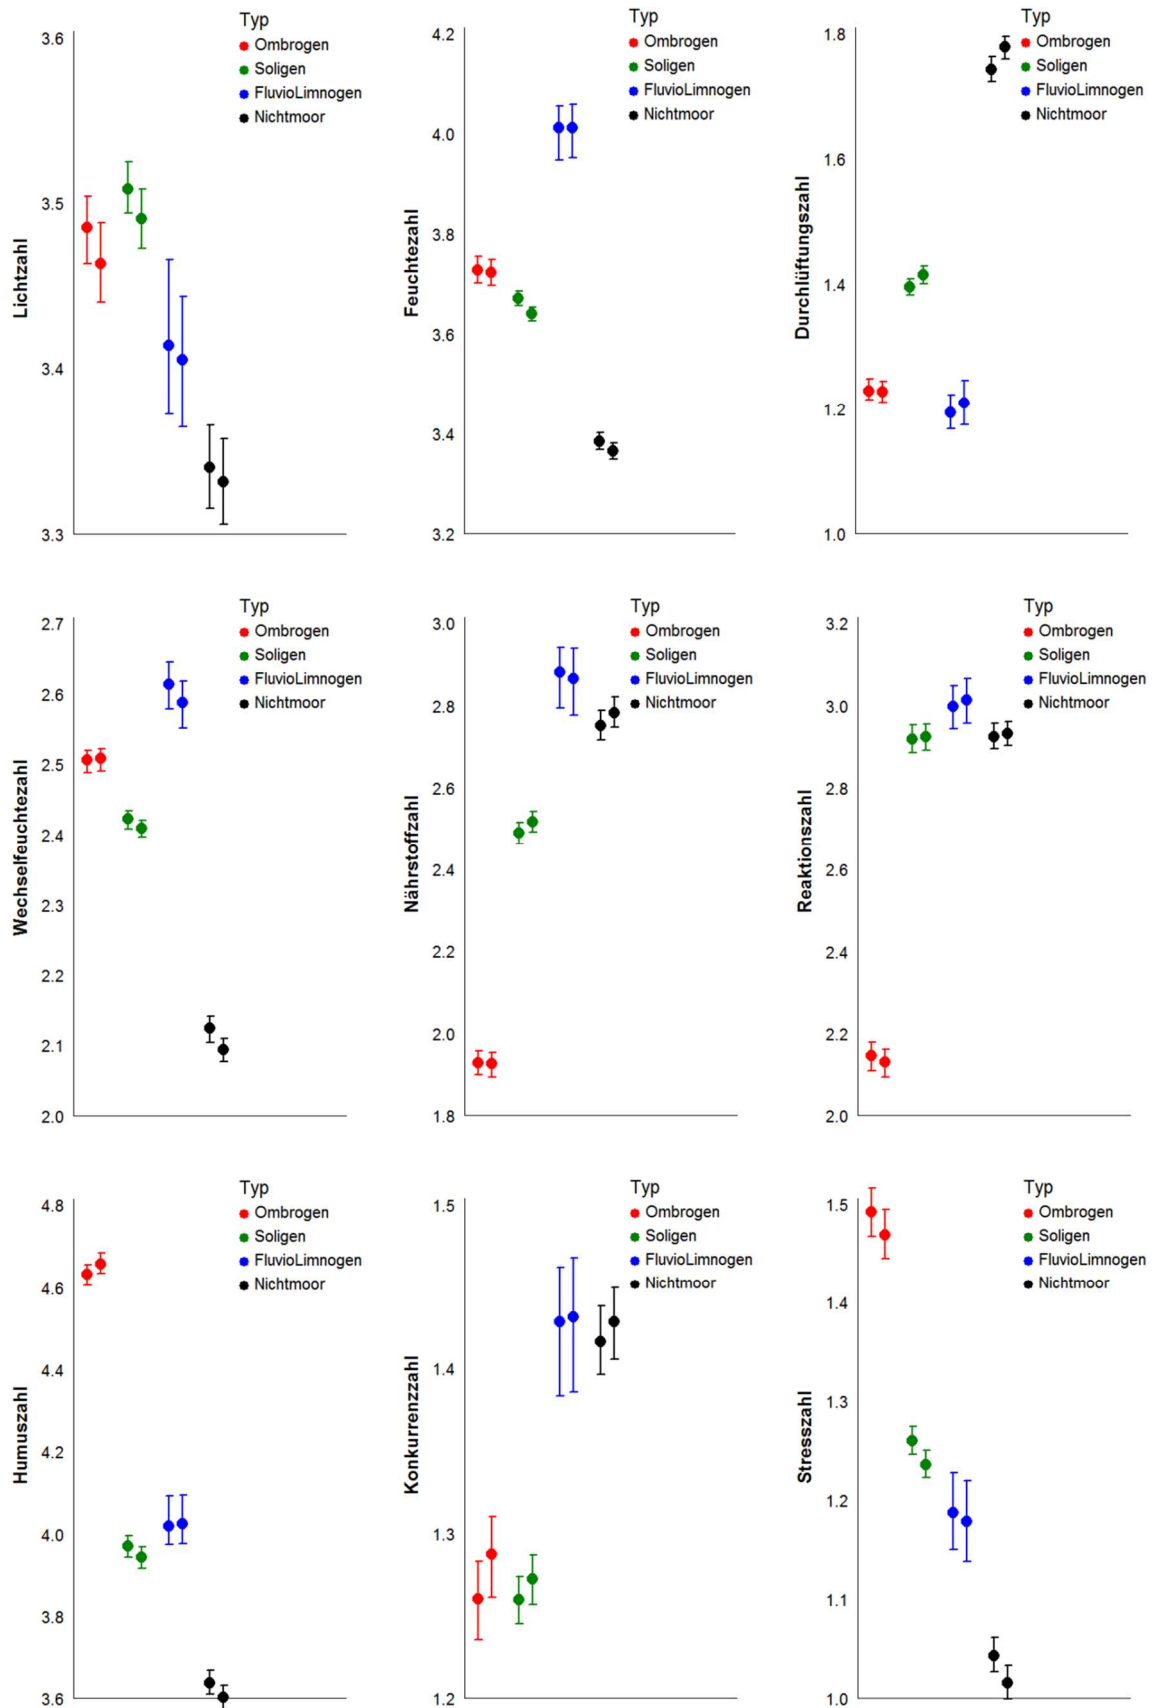 Typ
Ombrogen
Soligen
FluvioLimnogen
Nichtmoor
3.6
3.5
3.4
3.3
Lichtzahl
Typ
Ombrogen
Soligen
FluvioLimnogen
Nichtmoor
4.2
4.0
3.8
3.6
3.4
3.2
Feuchtezahl
Typ
Ombrogen
Soligen
FluvioLimnogen
Nichtmoor
1.8
1.6
1.4
1.2
1.0
Durchlüftungszahl
Typ
Ombrogen
Soligen
FluvioLimnogen
Nichtmoor
2.7
2.6
2.5
2.4
2.3
2.2
2.1
2.0
Wechselfeuchtezahl
Typ
Ombrogen
Soligen
FluvioLimnogen
Nichtmoor
3.0
2.8
2.6
2.4
2.2
2.0
1.8
Nährstoffzahl
Typ
Ombrogen
Soligen
FluvioLimnogen
Nichtmoor
3.2
3.0
2.8
2.6
2.4
2.2
2.0
Reaktionszahl
Typ
Ombrogen
Soligen
FluvioLimnogen
Nichtmoor
4.8
4.6
4.4
4.2
4.0
3.8
3.6
Humuszahl
Typ
Ombrogen
Soligen
FluvioLimnogen
Nichtmoor
1.5
1.4
1.3
1.2
Konkurrenzzahl
Typ
Ombrogen
Soligen
FluvioLimnogen
Nichtmoor
1.5
1.4
1.3
1.2
1.1
1.0
Stresszahl